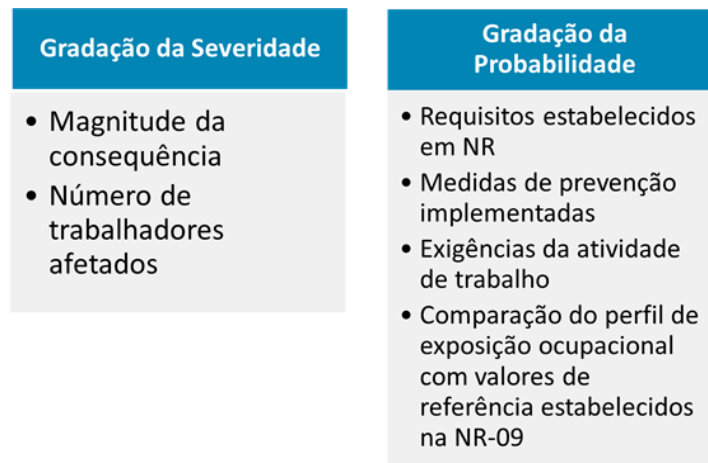 Gradação da Severidade
• Magnitude da
consequência
• Número de
trabalhadores
afetados
Gradação da
Probabilidade
• Requisitos estabelecidos
em NR
• Medidas de prevenção
implementadas
• Exigências da atividade
de trabalho
• Comparação do perfil de
exposição ocupacional
com valores de
referência estabelecidos
na NR-09